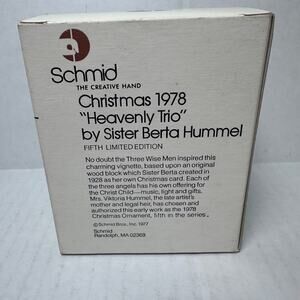 Schmid
THE CREATIVE HAND
Christmas 1978
"Heavenly Trio"
by Sister Berta Hummel
FIFTH LIMITED EDITION
No doubt the Three Wise Men inspired this
charming vignette, based upon an original
wood block which Sister Berta created in
1928 as her own Christmas card. Each of
the three angels has his own offering for
the Christ Child—music, light and gifts.
Mrs. Viktoria Hummel, the late artist's
mother and legal heir, has chosen and
authorized this early work as the 1978
Christmas Ornament, 5th in the series.
© Schmid Bros., Inc. 1977
Schmid
Randolph, MA 02368